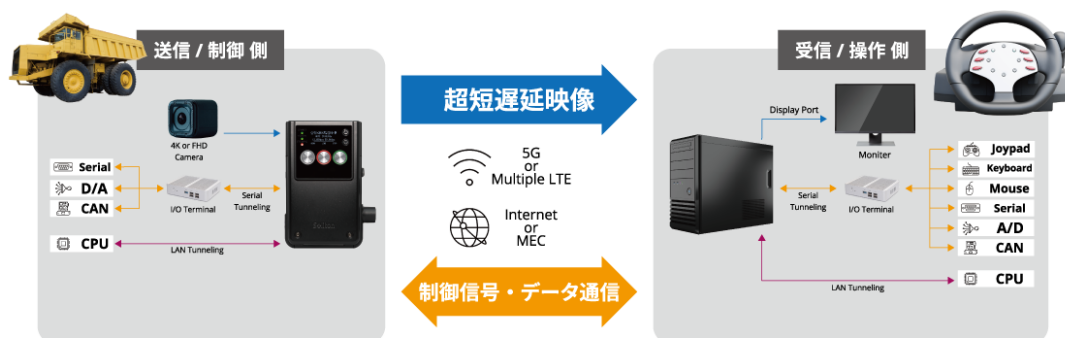 送信 / 制御 側
4K or FHD
Camera
Serial
D/A
CAN
I/O Terminal
Serial
Tunneling
CPU
LAN Tunneling
超短遅延映像
5G
or
Multiple LTE
Internet
or
MEC
制御信号・データ通信
受信 / 操作 側
Display Port
Moniter
Serial
Tunneling
I/O Terminal
Joypad
Keyboard
Mouse
Serial
A/D
CAN
CPU
LAN Tunneling